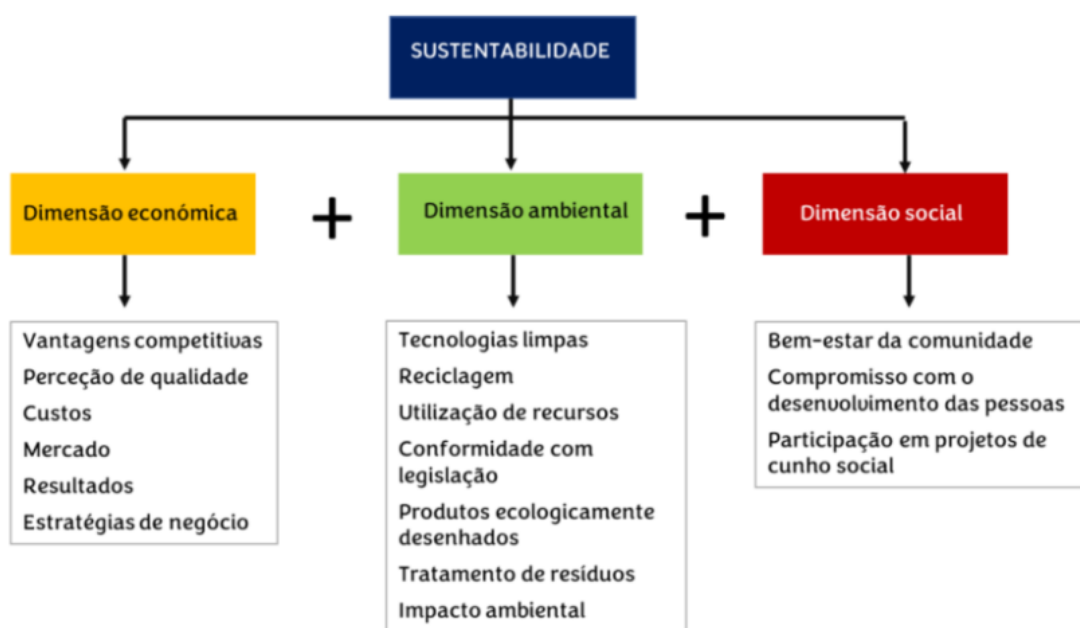 SUSTENTABILIDADE
Dimensão económica
+
Dimensão ambiental
+
Dimensão social
Vantagens competitivas
Perceção de qualidade
Custos
Mercado
Resultados
Estratégias de negócio
Tecnologias limpas
Reciclagem
Utilização de recursos
Conformidade com
legislação
Produtos ecologicamente
desenhados
Tratamento de resíduos
Impacto ambiental
Bem-estar da comunidade
Compromisso com o
desenvolvimento das pessoas
Participação em projetos de
cunho social